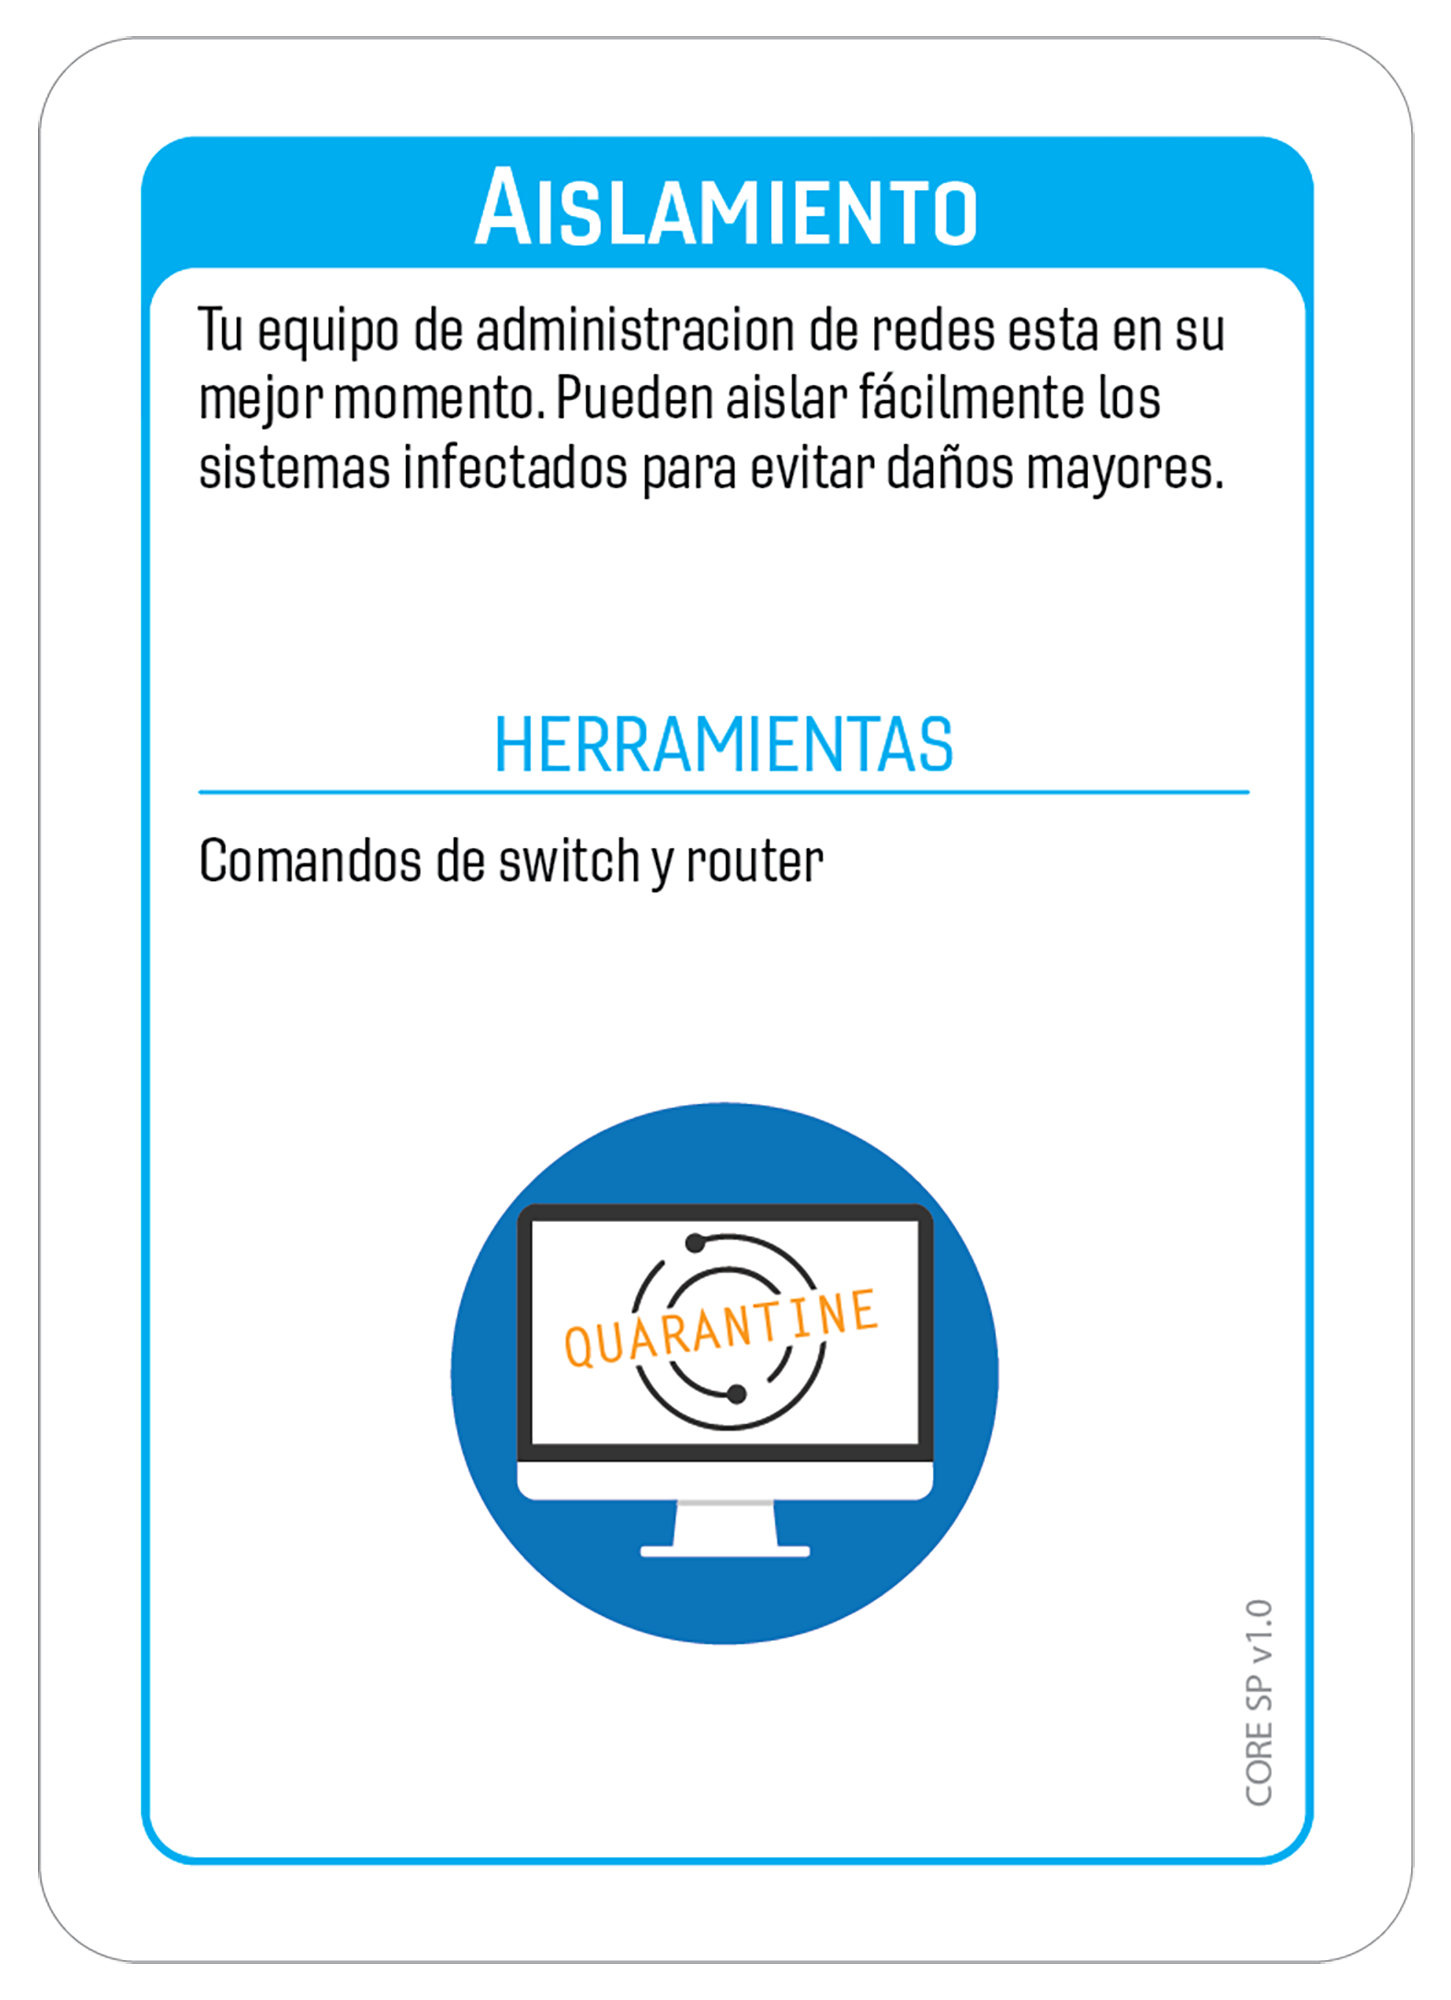 AISLAMIENTO
Tu equipo de administracion de redes esta en su
mejor momento. Pueden aislar fácilmente los
sistemas infectados para evitar daños mayores.
HERRAMIENTAS
Comandos de switch y router
QUARANTINE
CORE SP v1.0